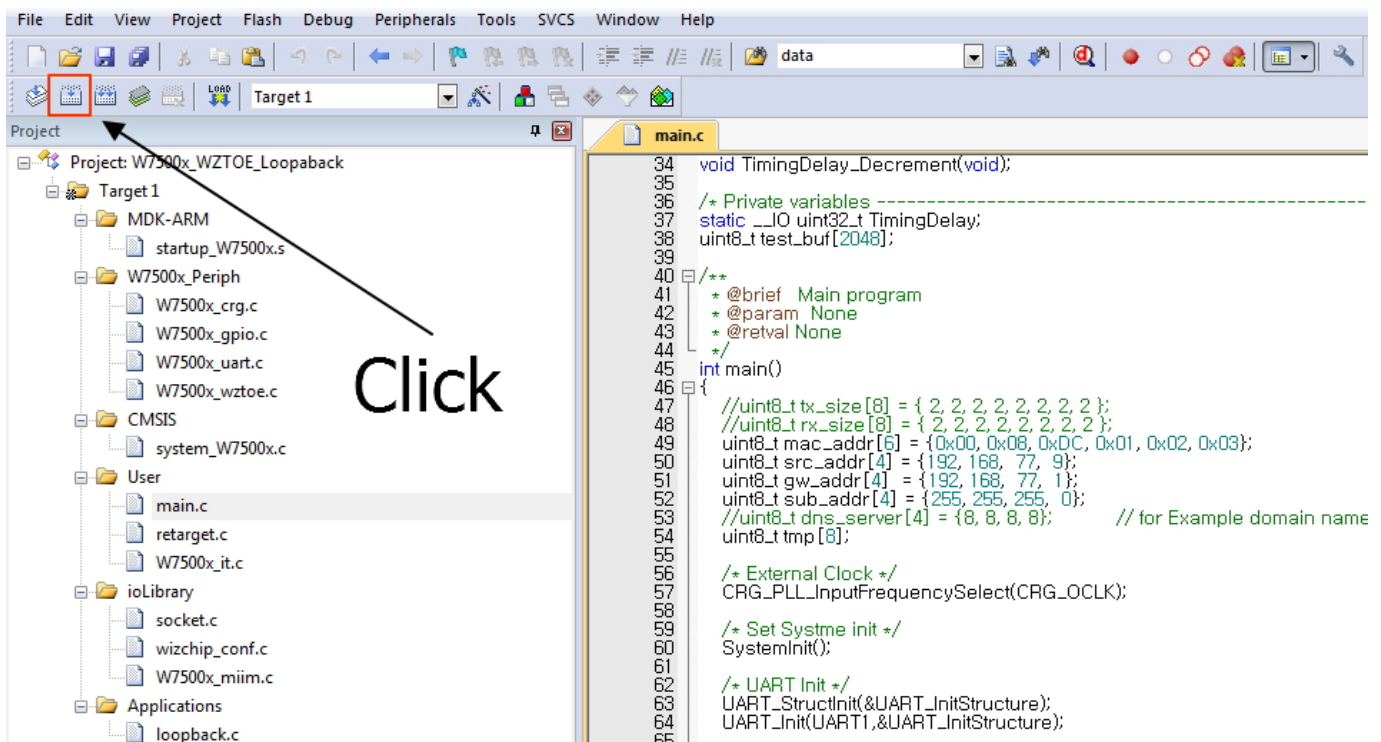 File Edit View Project Flash Debug Peripherals Tools SVCS Window Help
data
LOAD Target 1
Project
Project: W7500x_WZTOE_Loopaback
Target 1
MDK-ARM
startup_W7500x.s
W7500x_Periph
W7500x_crg.c
W7500x_gpio.c
W7500x_uart.c
W7500x_wztoe.c
CMSIS
system_W7500x.c
User
main.c
retarget.c
W7500x_it.c
ioLibrary
socket.c
wizchip_conf.c
W7500x_miim.c
Applications
loopback.c
Click
main.c
34 void TimingDelay_Decrement(void);
35
36 /* Private variables ---------------------------------------------------------
37 static __IO uint32_t TimingDelay;
38 uint8_t test_buf[2048];
39
40 /**
41 * @brief Main program
42 * @param None
43 * @retval None
44 */
45 int main()
46 {
47 //uint8_t tx_size[8] = { 2, 2, 2, 2, 2, 2, 2, 2 };
48 //uint8_t rx_size[8] = { 2, 2, 2, 2, 2, 2, 2, 2 };
49 uint8_t mac_addr[6] = {0x00, 0x08, 0xDC, 0x01, 0x02, 0x03};
50 uint8_t src_addr[4] = {192, 168, 77, 9};
51 uint8_t gw_addr[4] = {192, 168, 77, 1};
52 uint8_t sub_addr[4] = {255, 255, 255, 0};
53 //uint8_t dns_server[4] = {8, 8, 8, 8}; // for Example domain name
54 uint8_t tmp[8];
55
56 /* External Clock */
57 CRG_PLL_InputFrequencySelect(CRG_OCLK);
58
59 /* Set Systme init */
60 SystemInit();
61
62 /* UART Init */
63 UART_StructInit(&UART_InitStructure);
64 UART_Init(UART1,&UART_InitStructure);
65